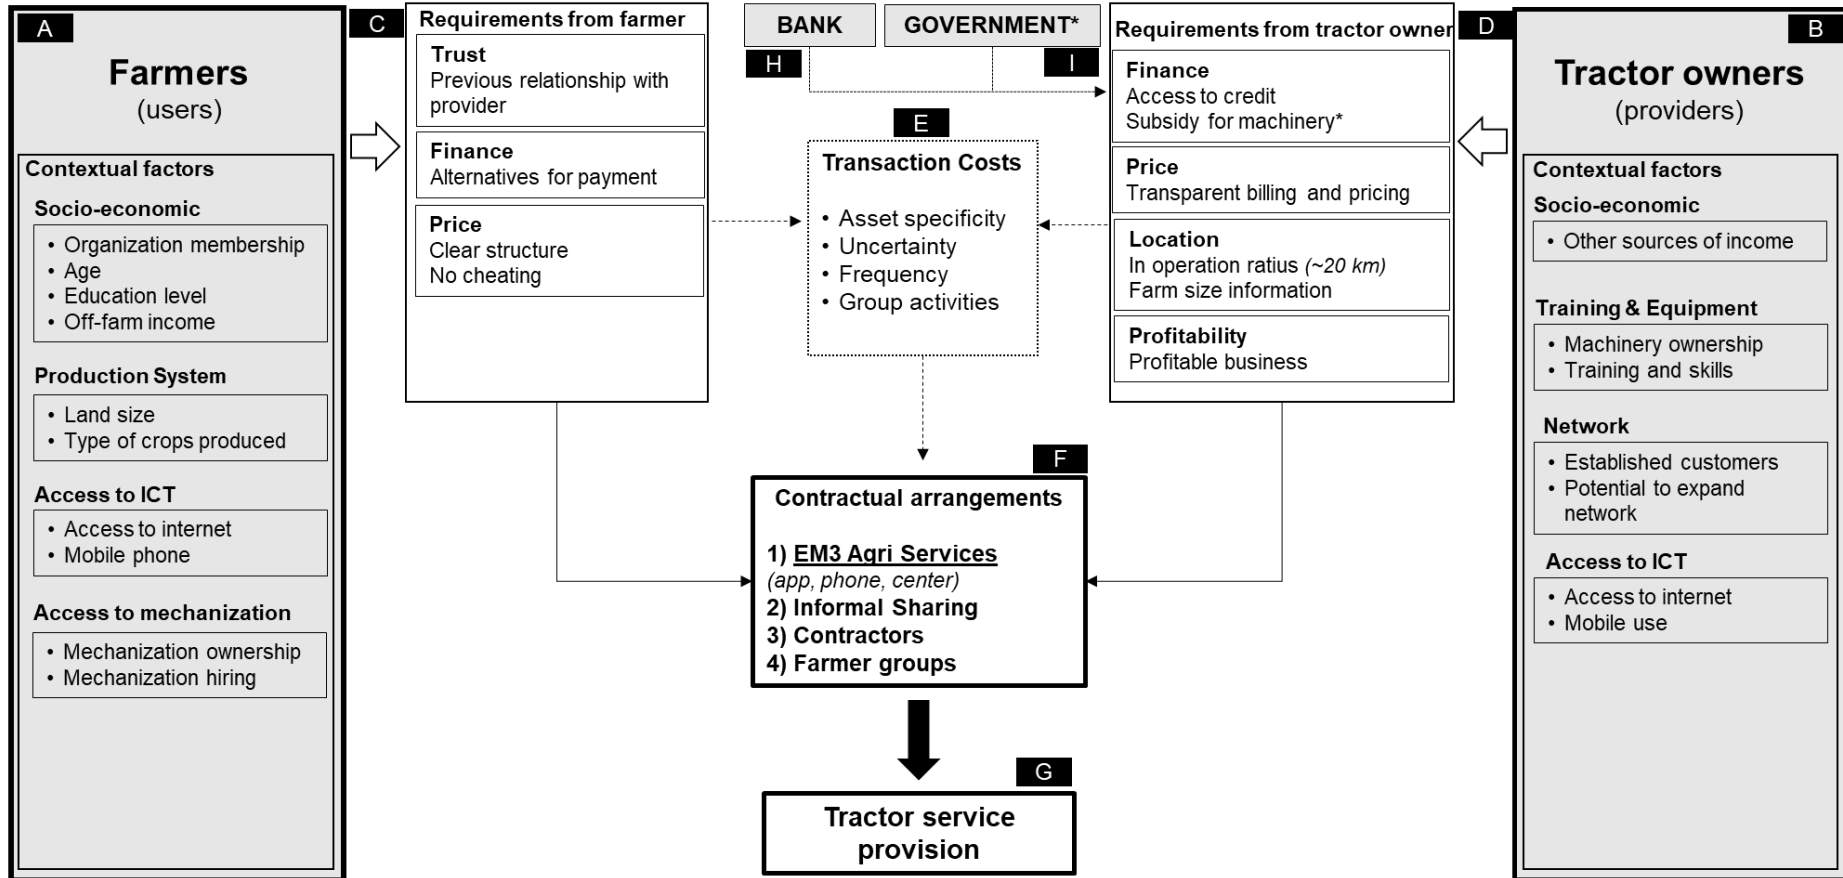 A
Farmers
(users)
Contextual factors
Socio-economic
• Organization membership
• Age
• Education level
• Off-farm income
Production System
• Land size
• Type of crops produced
Access to ICT
• Access to internet
• Mobile phone
Access to mechanization
• Mechanization ownership
• Mechanization hiring
C
Requirements from farmer
Trust
Previous relationship with
provider
Finance
Alternatives for payment
Price
Clear structure
No cheating
BANK
GOVERNMENT*
H
I
E
Transaction Costs
• Asset specificity
• Uncertainty
• Frequency
• Group activities
F
Contractual arrangements
1) EM3 Agri Services
(app, phone, center)
2) Informal Sharing
3) Contractors
4) Farmer groups
G
Tractor service
provision
Requirements from tractor owner
D
Finance
Access to credit
Subsidy for machinery*
Price
Transparent billing and pricing
Location
In operation ratius (~20 km)
Farm size information
Profitability
Profitable business
B
Tractor owners
(providers)
Contextual factors
Socio-economic
• Other sources of income
Training & Equipment
• Machinery ownership
• Training and skills
Network
• Established customers
• Potential to expand
network
Access to ICT
• Access to internet
• Mobile use